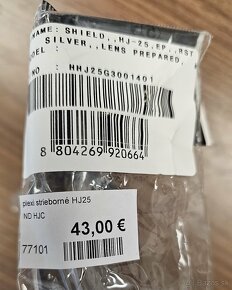 NAME: SHIELD,,HJ-25,EP,,RST
SILVER,,LENS PREPARED,
DEL :
NO : HHJ25G3001401
8 804269 920664
plexi strieborné HJ25
ND HJC
43,00 €
77101